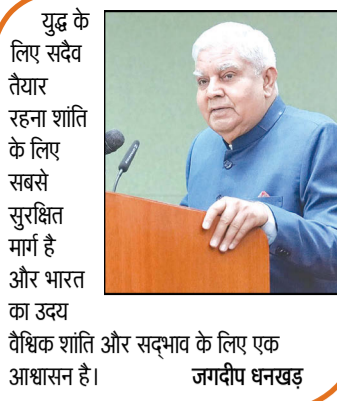 युद्ध के
लिए सदैव
तैयार
रहना शांति
के लिए
सबसे
सुरक्षित
मार्ग है
और भारत
का उदय
वैश्विक शांति और सद्‌भाव के लिए एक
आश्वासन है। जगदीप धनखड़